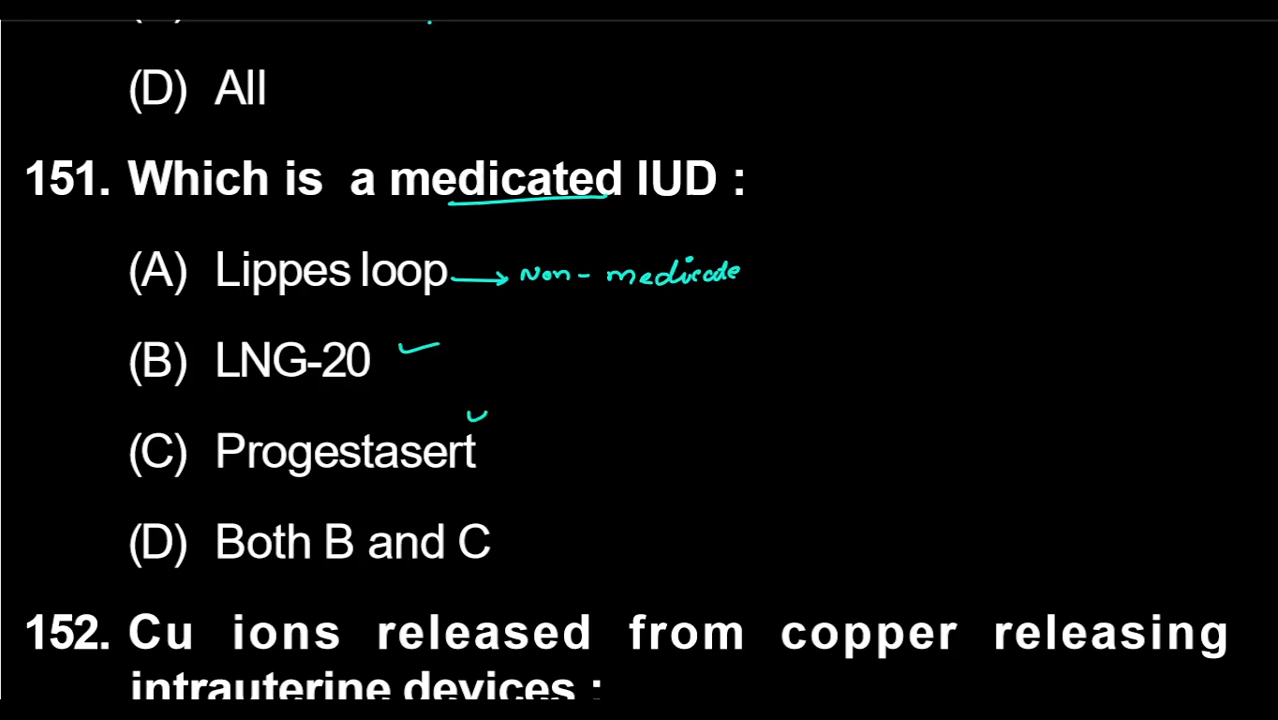 (D) All
151. Which is a medicated IUD :
(A) Lippes loop → Non - medicade
(B) LNG-20 ✓
(C) Progestasert
(D) Both B and C
152. Cu ions released from copper releasing
intrauterine devices :